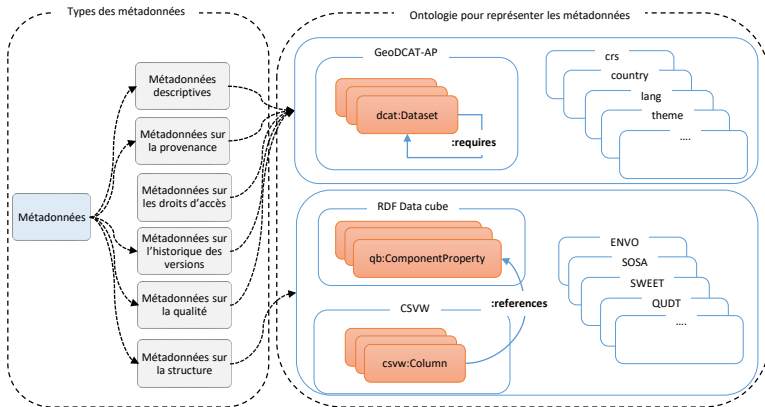 Types des métadonnées
Métadonnées
Métadonnées
descriptives
Métadonnées sur
la provenance
Métadonnées sur
les droits d'accès
Métadonnées sur
l'historique des
versions
Métadonnées sur
la qualité
Métadonnées sur
la structure
Ontologie pour représenter les métadonnées
GeoDCAT-AP
dcat:Dataset
:requires
crs
country
lang
theme
....
RDF Data cube
qb:ComponentProperty
:references
CSVW
csvw:Column
ENVO
SOSA
SWEET
QUDT
....